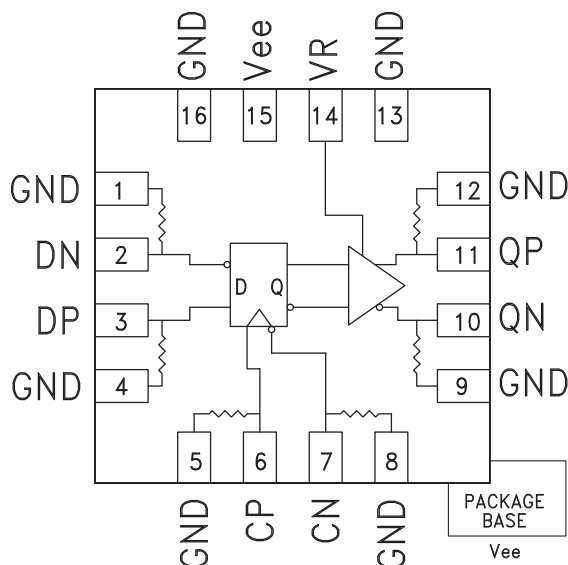 GND Vee VR GND
16 15 14 13
GND 1 12 GND
DN 2 11 QP
D Q
DP 3 10 QN
GND 4 9 GND
5 6 7 8
GND CP CN GND
PACKAGE
BASE
Vee